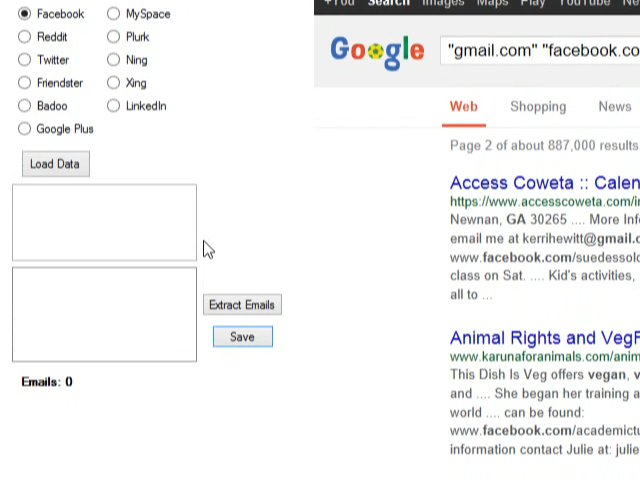 Facebook
MySpace
Reddit
Plurk
Twitter
Ning
Friendster
Xing
Badoo
LinkedIn
Google Plus
Load Data
Extract Emails
Save
Emails: 0
+You Search Images Maps Play YouTube
Google
"gmail.com" "facebook.co
Web Shopping News
Page 2 of about 887,000 results
Access Coweta :: Calen
https://www.accesscoweta.com/i
Newnan, GA 30265 .... More Inf
email me at kerrihewitt@gmail.c
www.facebook.com/suedessolo
class on Sat. .... Kid's activities,
all to ...
Animal Rights and Veg
www.karunaforanimals.com/anim
This Dish Is Veg offers vegan, v
and .... She began her training a
world .... can be found:
www.facebook.com/academictu
information contact Julie at: julie